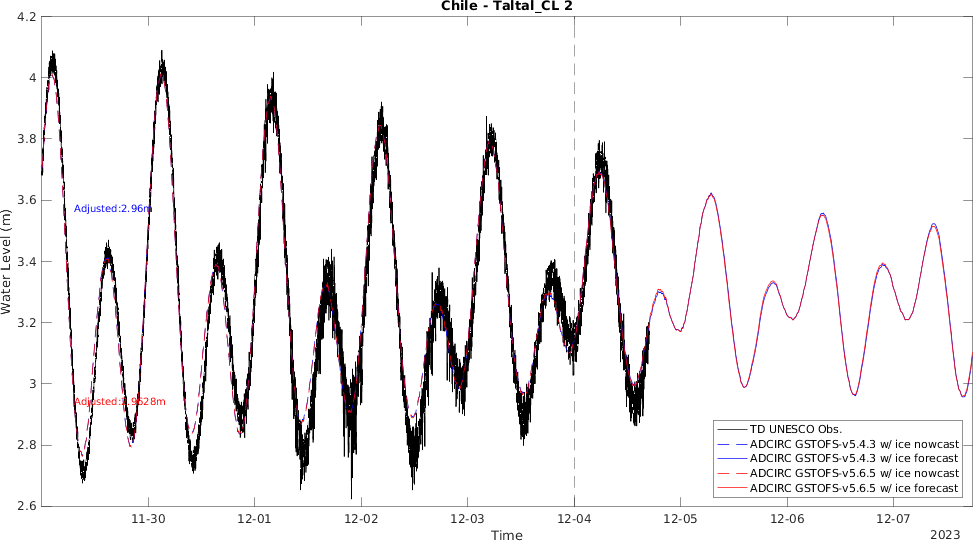 Chile - Taltal_CL 2
4.2
4
3.8
3.6
3.4
3.2
3
2.8
2.6
Water Level (m)
Adjusted:2.96m
Adjusted:2.9628m
TD UNESCO Obs.
ADCIRC GSTOFS-v5.4.3 w/ ice nowcast
ADCIRC GSTOFS-v5.4.3 w/ ice forecast
ADCIRC GSTOFS-v5.6.5 w/ ice nowcast
ADCIRC GSTOFS-v5.6.5 w/ ice forecast
11-30 12-01 12-02 12-03 12-04 12-05 12-06 12-07
Time
2023